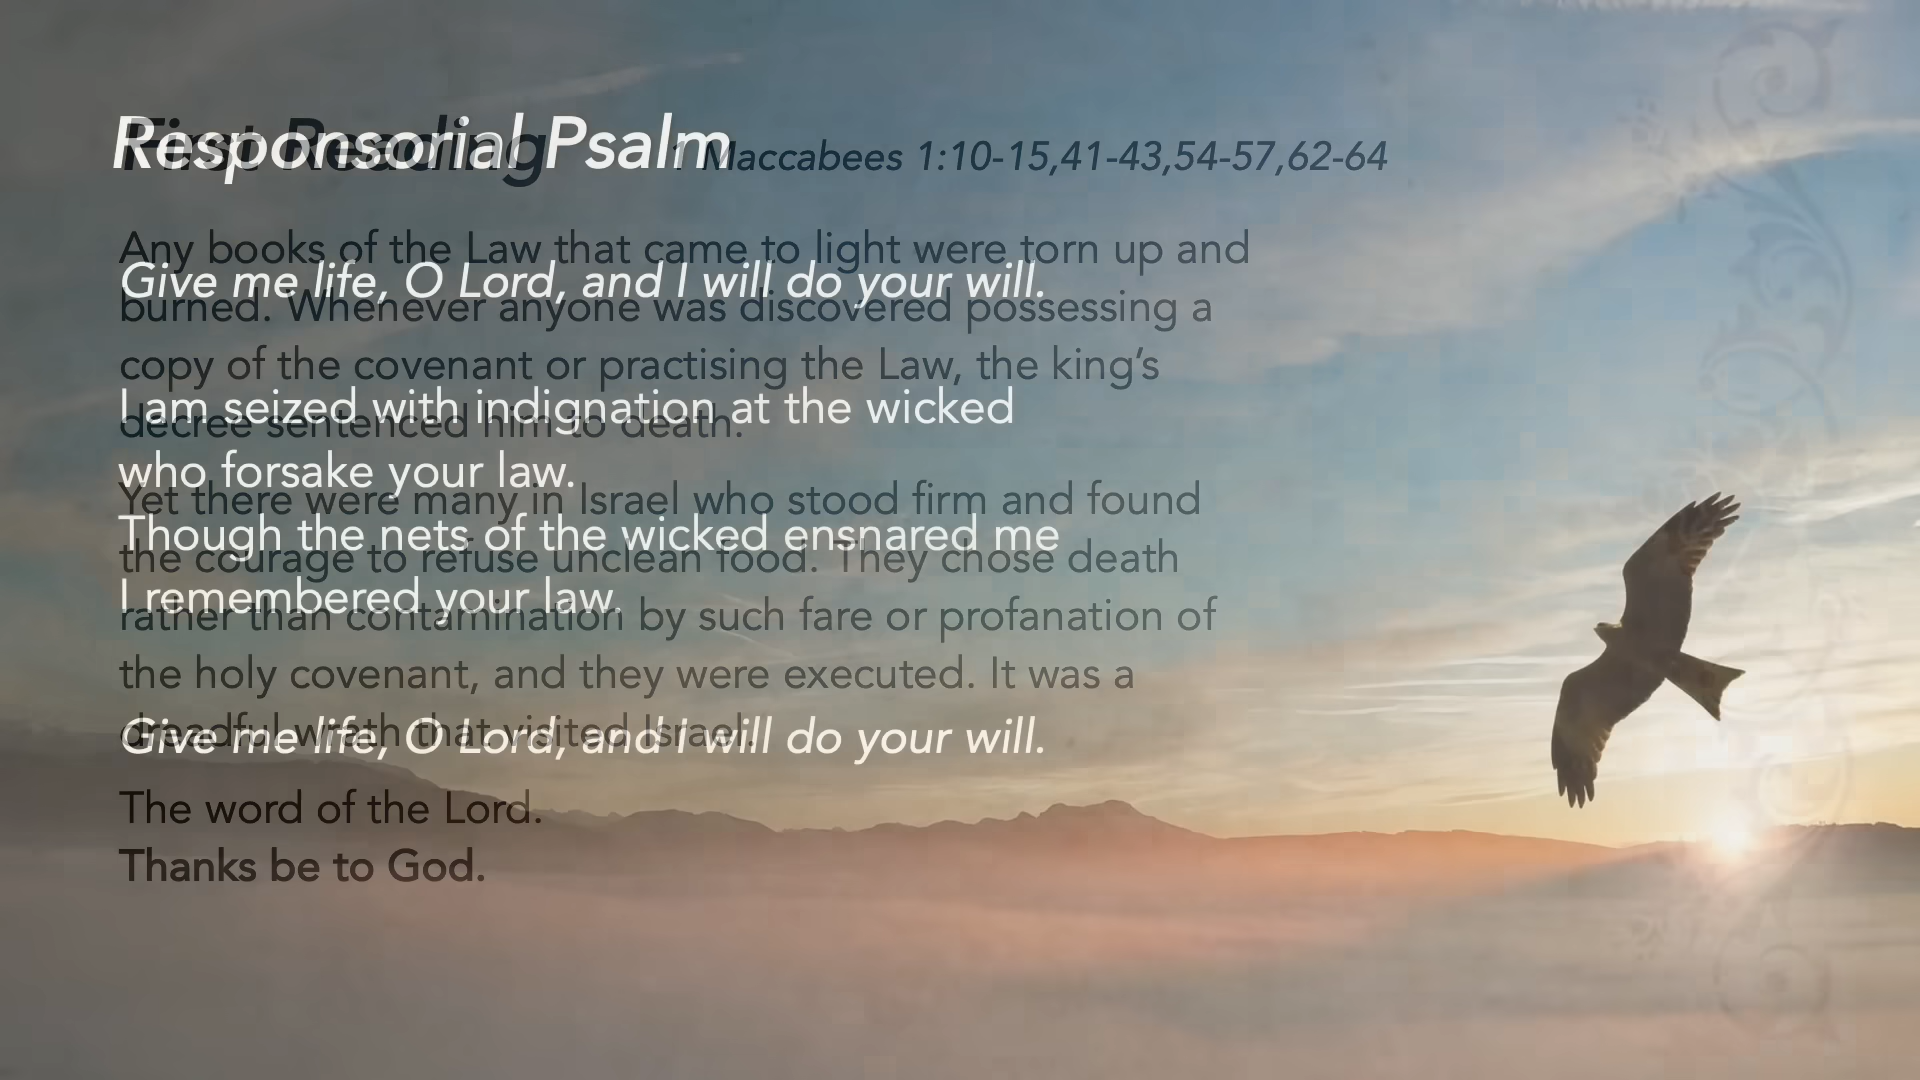 First Reading 1 Maccabees 1:10-15,41-43,54-57,62-64
Any books of the Law that came to light were torn up and
burned. Whenever anyone was discovered possessing a
copy of the covenant or practising the Law, the king’s
decree sentenced him to death.
Yet there were many in Israel who stood firm and found
the courage to refuse unclean food. They chose death
rather than contamination by such fare or profanation of
the holy covenant, and they were executed. It was a
dreadful wrath that visited Israel.
The word of the Lord.
Thanks be to God.
Responsorial Psalm
Give me life, O Lord, and I will do your will.
I am seized with indignation at the wicked
who forsake your law.
Though the nets of the wicked ensnared me
I remembered your law.
Give me life, O Lord, and I will do your will.